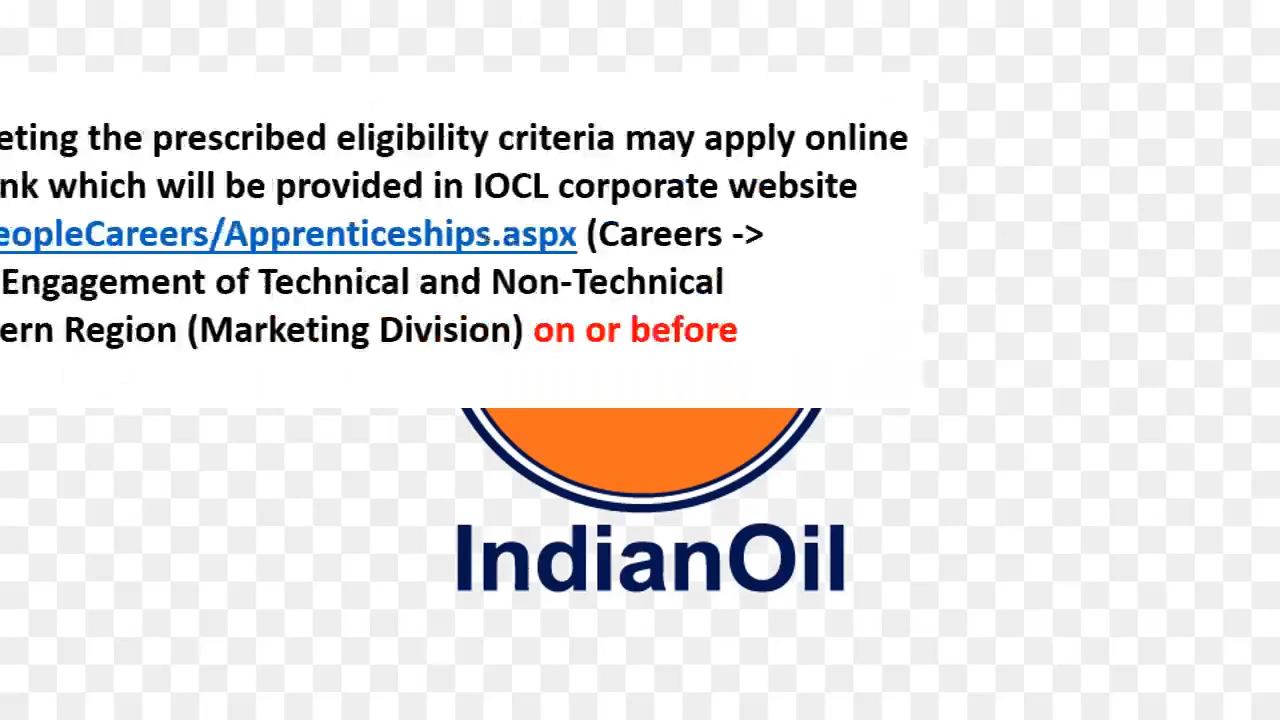 eting the prescribed eligibility criteria may apply online
nk which will be provided in IOCL corporate website
eopleCareers/Apprenticeships.aspx (Careers ->
Engagement of Technical and Non-Technical
ern Region (Marketing Division) on or before
IndianOil